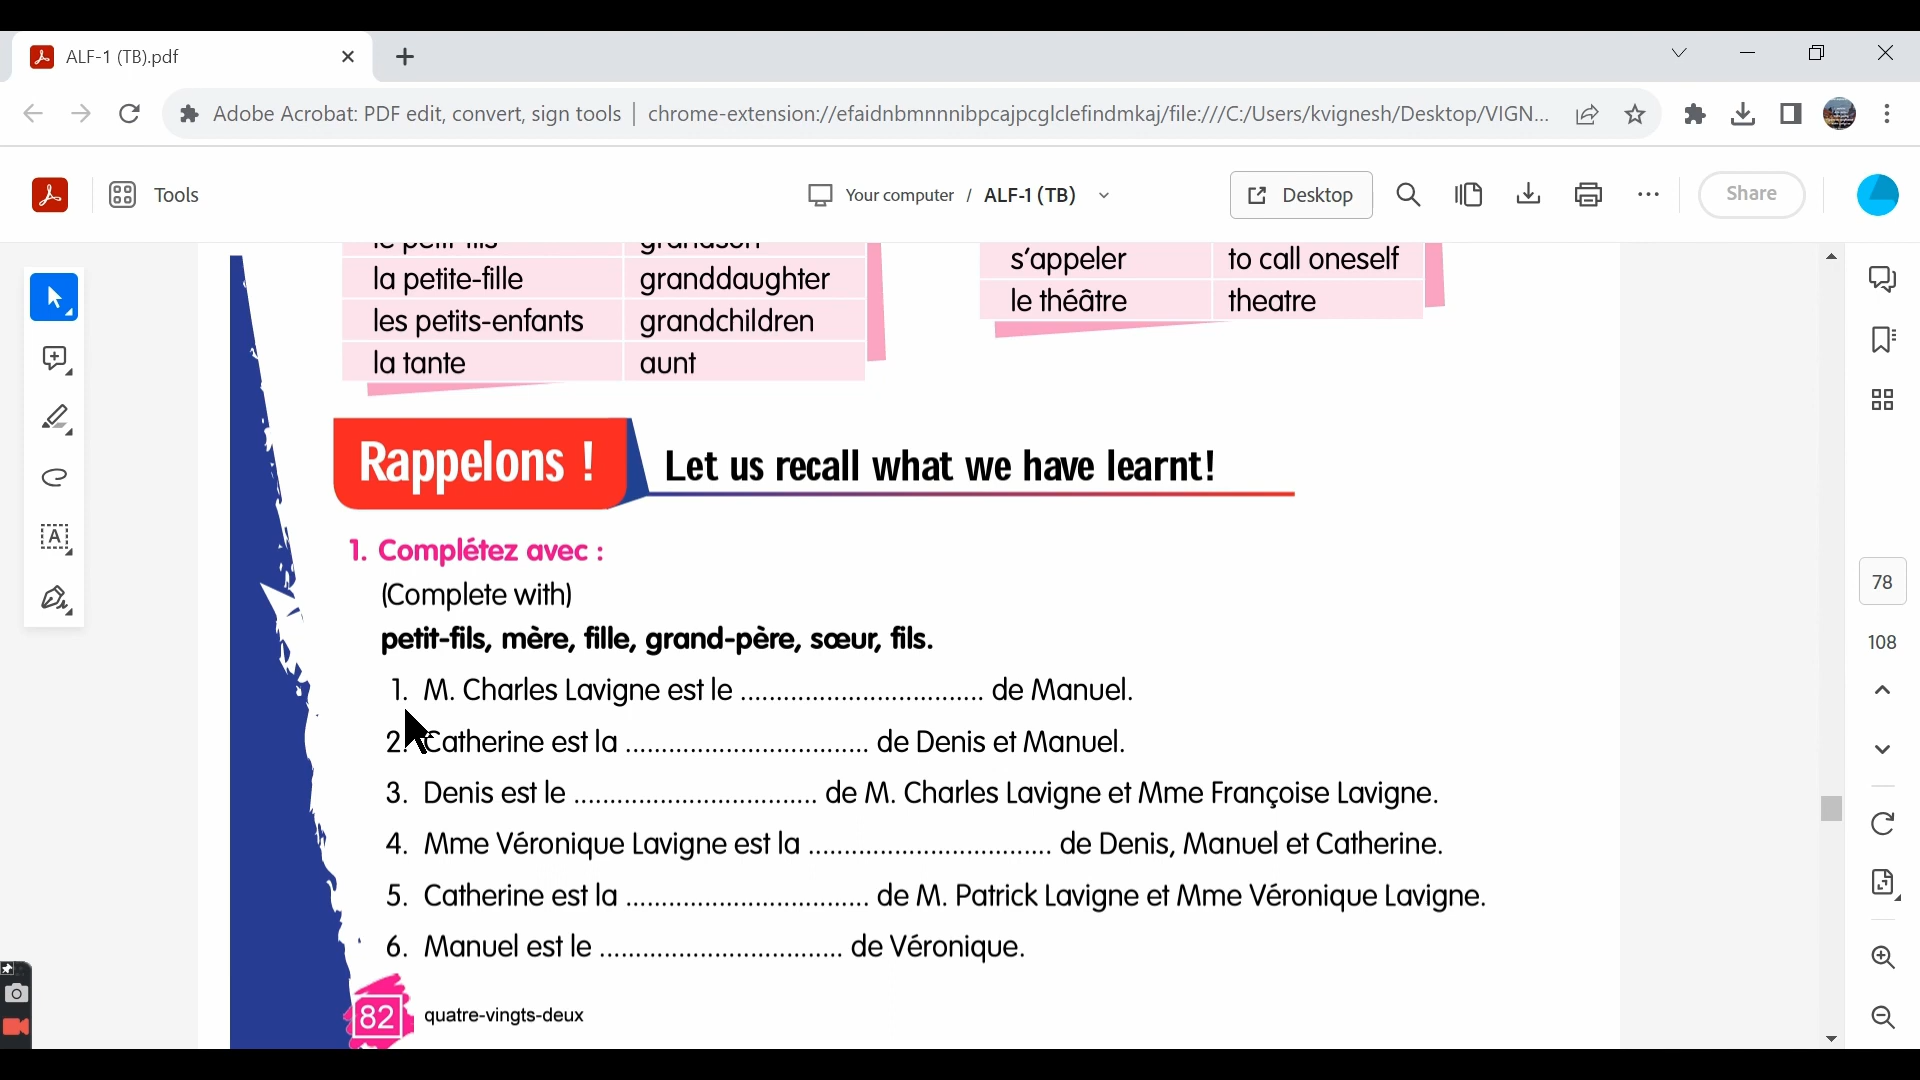 ALF-1 (TB).pdf
Adobe Acrobat: PDF edit, convert, sign tools | chrome-extension://efaidnbmnnnibpcajpcglclefindmkaj/file:///C:/Users/kvignesh/Desktop/VIGN...
Tools
Your computer / ALF-1 (TB)
Desktop
Share
le petit-fils grandson
la petite-fille granddaughter
les petits-enfants grandchildren
la tante aunt
s'appeler to call oneself
le théâtre theatre
Rappelons ! Let us recall what we have learnt!
1. Complétez avec :
(Complete with)
petit-fils, mère, fille, grand-père, sœur, fils.
1. M. Charles Lavigne est le .................................. de Manuel.
2. Catherine est la .................................. de Denis et Manuel.
3. Denis est le .................................. de M. Charles Lavigne et Mme Françoise Lavigne.
4. Mme Véronique Lavigne est la .................................. de Denis, Manuel et Catherine.
5. Catherine est la .................................. de M. Patrick Lavigne et Mme Véronique Lavigne.
6. Manuel est le .................................. de Véronique.
82 quatre-vingts-deux
78
108